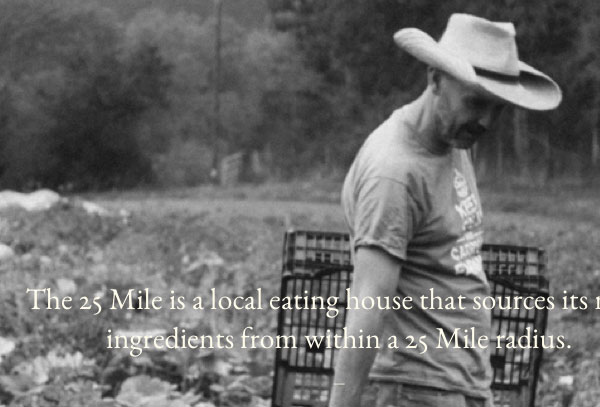 The 25 Mile is a local eating house that sources its
ingredients from within a 25 Mile radius.